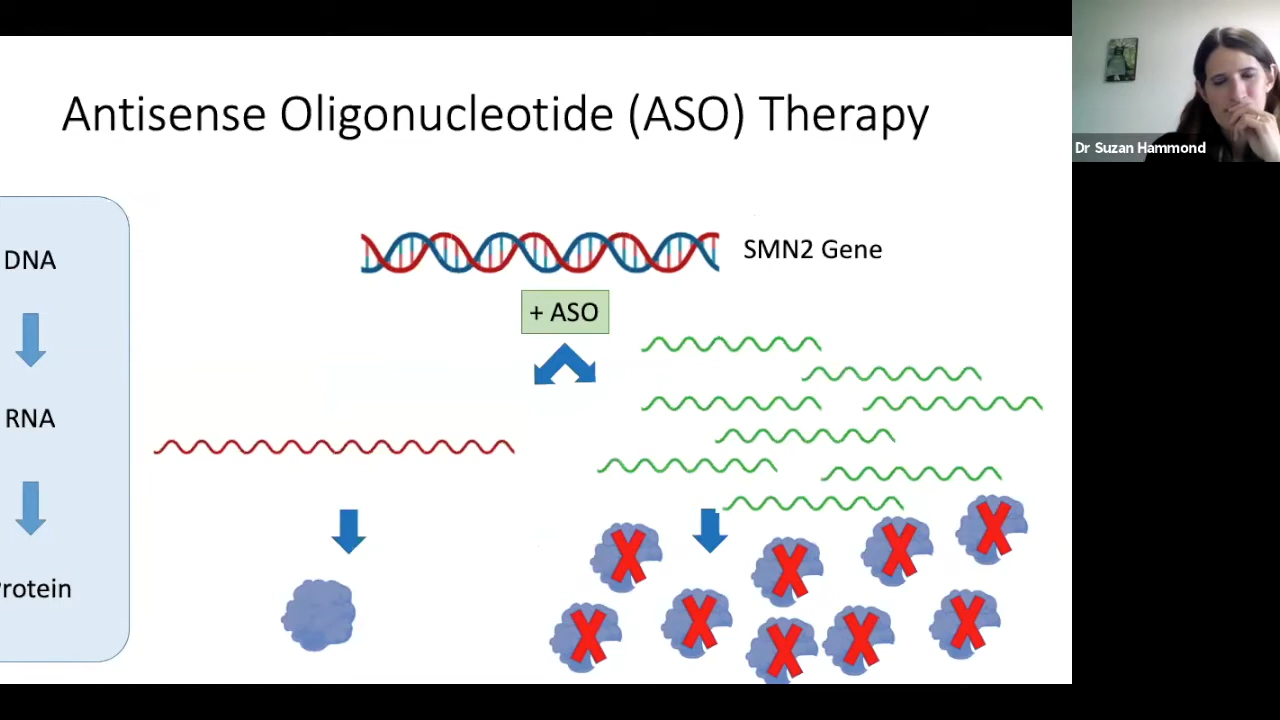 Antisense Oligonucleotide (ASO) Therapy
Dr Suzan Hammond
DNA
SMN2 Gene
+ ASO
RNA
rotein
X
X
X
X
X
X
X
X
X